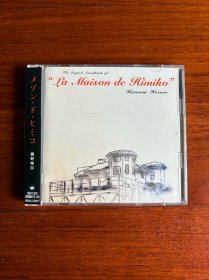 The Original Soundtrack of
"La Maison de Himiko"
Haruomi Hosono
メゾン・ド・ヒミコ
細野晴臣